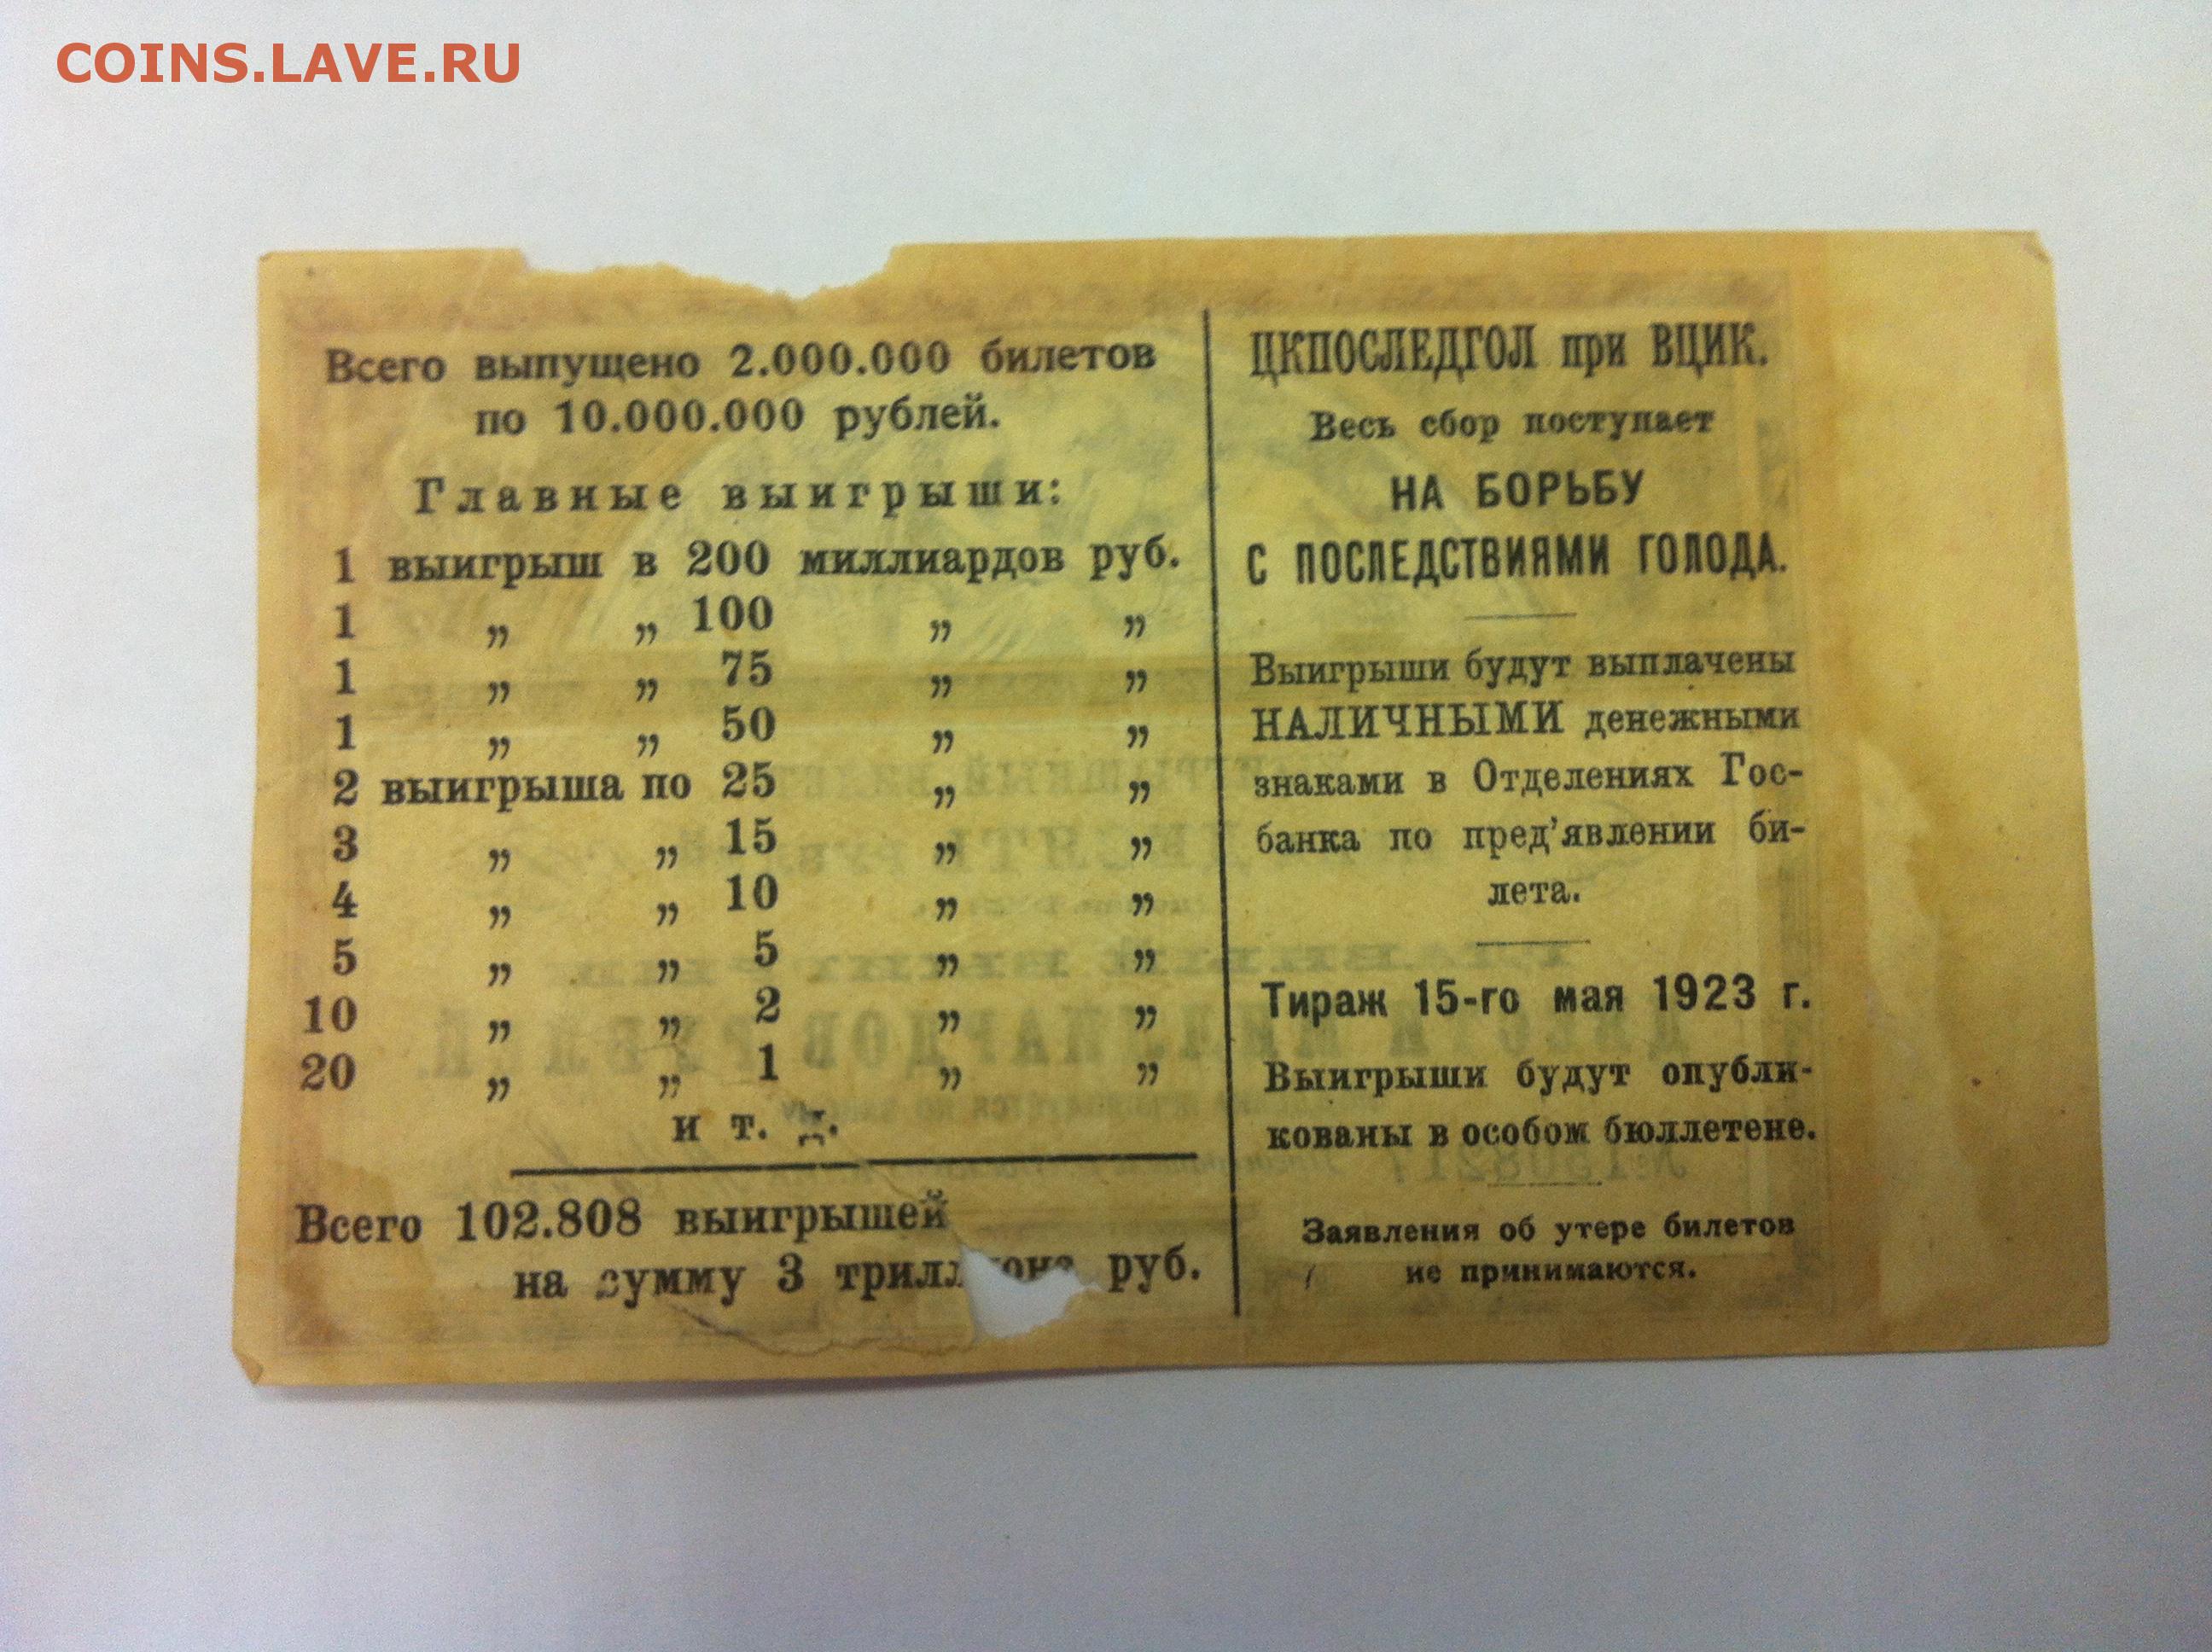 COINS.LAVE.RU
Всего выпущено 2.000.000 билетов
по 10.000.000 рублей.
Главные выигрыши:
1 выигрыш в 200 миллиардов руб.
1 „ „ 100 „ „
1 „ „ 75 „ „
1 „ „ 50 „ „
2 выигрыша по 25 „ „
3 „ „ 15 „ „
4 „ „ 10 „ „
5 „ „ 5 „ „
10 „ „ 2 „ „
20 „ „ 1 „ „
и т. д.
Всего 102.808 выигрышей
на сумму 3 руб.
ЦКПОСЛЕДГОЛ при ВЦИК.
Весь сбор поступает
НА БОРЬБУ
С ПОСЛЕДСТВИЯМИ ГОЛОДА.
Выигрыши будут выплачены
НАЛИЧНЫМИ денежными
знаками в Отделениях Гос-
банка по пред'явлении би-
лета.
Тираж 15-го мая 1923 г.
Выигрыши будут опубли-
кованы в особом бюллетене.
Заявления об утере билетов
не принимаются.